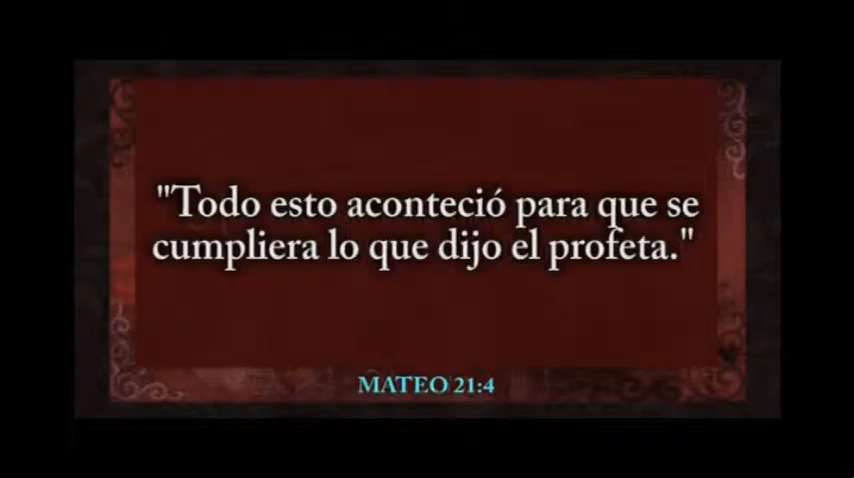 "Todo esto aconteció para que se
cumpliera lo que dijo el profeta."
MATEO 21:4